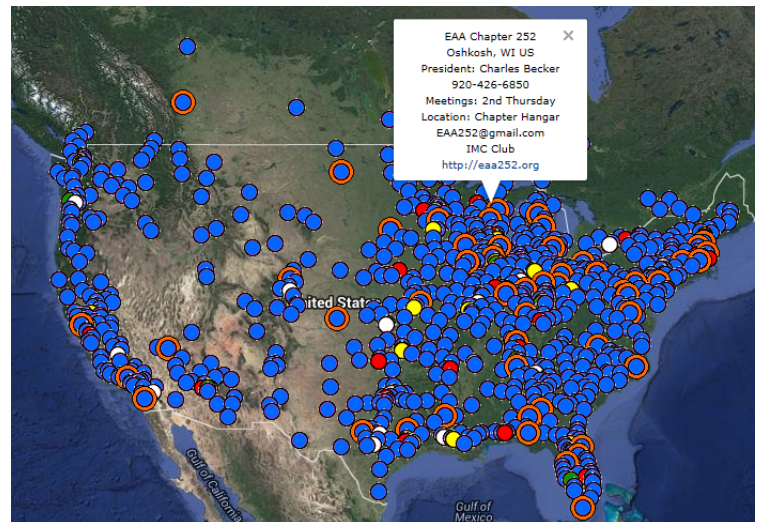 EAA Chapter 252
Oshkosh, WI US
President: Charles Becker
920-426-6850
Meetings: 2nd Thursday
Location: Chapter Hangar
EAA252@gmail.com
IMC Club
http://eaa252.org
United States
Gulf of California
Gulf of
Mexico